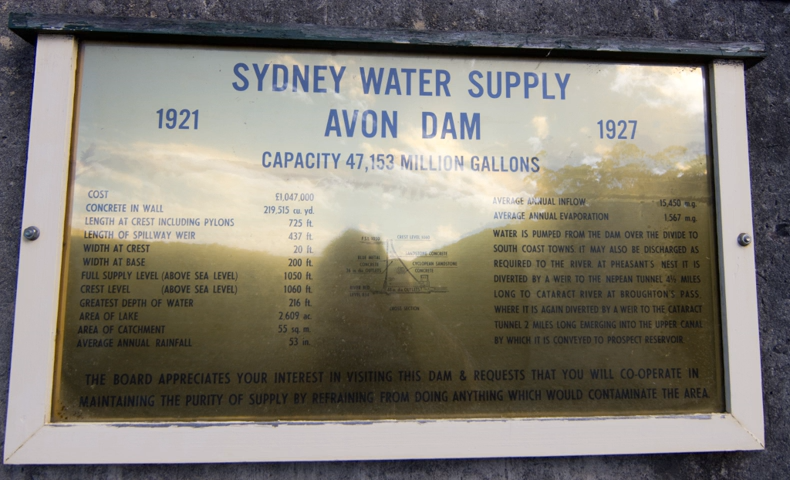 SYDNEY WATER SUPPLY
1921 AVON DAM 1927
CAPACITY 47,153 MILLION GALLONS
COST £1,047,000
CONCRETE IN WALL 219,515 cu. yd.
LENGTH AT CREST INCLUDING PYLONS 725 ft.
LENGTH OF SPILLWAY WEIR 437 ft.
WIDTH AT CREST 20 ft.
WIDTH AT BASE 200 ft.
FULL SUPPLY LEVEL (ABOVE SEA LEVEL) 1050 ft.
CREST LEVEL (ABOVE SEA LEVEL) 1060 ft.
GREATEST DEPTH OF WATER 216 ft.
AREA OF LAKE 2.609 ac.
AREA OF CATCHMENT 55 sq. m.
AVERAGE ANNUAL RAINFALL 53 in.
CONCRETE
AVERAGE ANNUAL INFLOW 15,450 m.g.
AVERAGE ANNUAL EVAPORATION 1,567 m.g.
WATER IS PUMPED FROM THE DAM OVER THE DIVIDE TO
SOUTH COAST TOWNS: IT MAY ALSO BE DISCHARGED AS
REQUIRED TO THE RIVER. AT PHEASANT'S NEST IT IS
DIVERTED BY A WEIR TO THE NEPEAN TUNNEL 4½ MILES
LONG TO CATARACT RIVER AT BROUGHTON'S PASS
WHERE IT IS AGAIN DIVERTED BY A WEIR TO THE CATARACT
TUNNEL 2 MILES LONG EMERGING INTO THE UPPER CANAL
BY WHICH IT IS CONVEYED TO PROSPECT RESERVOIR
THE BOARD APPRECIATES YOUR INTEREST IN VISITING THIS DAM & REQUESTS THAT YOU WILL CO-OPERATE IN
MAINTAINING THE PURITY OF SUPPLY BY REFRAINING FROM DOING ANYTHING WHICH WOULD CONTAMINATE THE AREA.